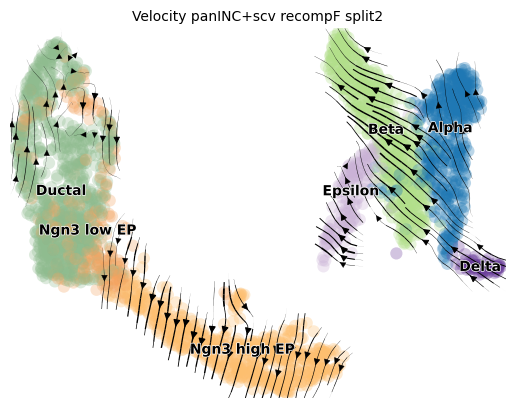 Velocity panINC+scv recompF split2
Beta
Alpha
Ductal
Epsilon
Ngn3 low EP
Delta
Ngn3 high EP